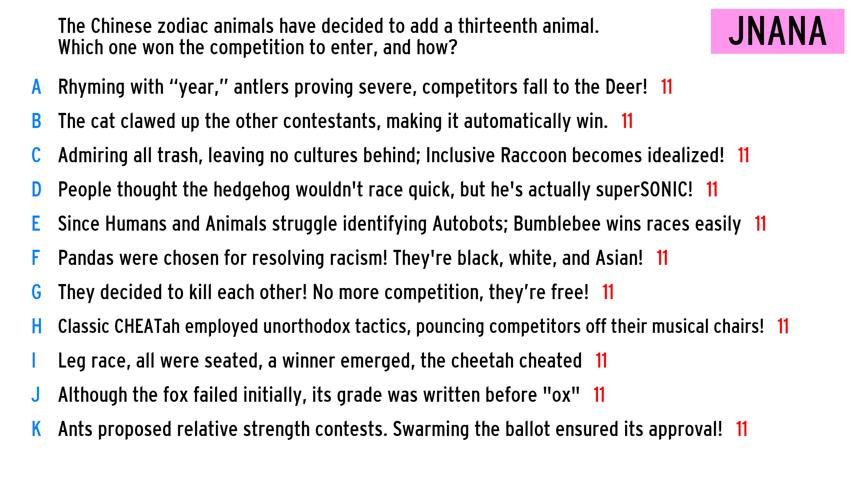 The Chinese zodiac animals have decided to add a thirteenth animal.
Which one won the competition to enter, and how?
JNANA
A Rhyming with “year,” antlers proving severe, competitors fall to the Deer! 11
B The cat clawed up the other contestants, making it automatically win. 11
C Admiring all trash, leaving no cultures behind; Inclusive Raccoon becomes idealized! 11
D People thought the hedgehog wouldn't race quick, but he's actually superSONIC! 11
E Since Humans and Animals struggle identifying Autobots; Bumblebee wins races easily 11
F Pandas were chosen for resolving racism! They're black, white, and Asian! 11
G They decided to kill each other! No more competition, they’re free! 11
H Classic CHEATah employed unorthodox tactics, pouncing competitors off their musical chairs! 11
I Leg race, all were seated, a winner emerged, the cheetah cheated 11
J Although the fox failed initially, its grade was written before "ox" 11
K Ants proposed relative strength contests. Swarming the ballot ensured its approval! 11